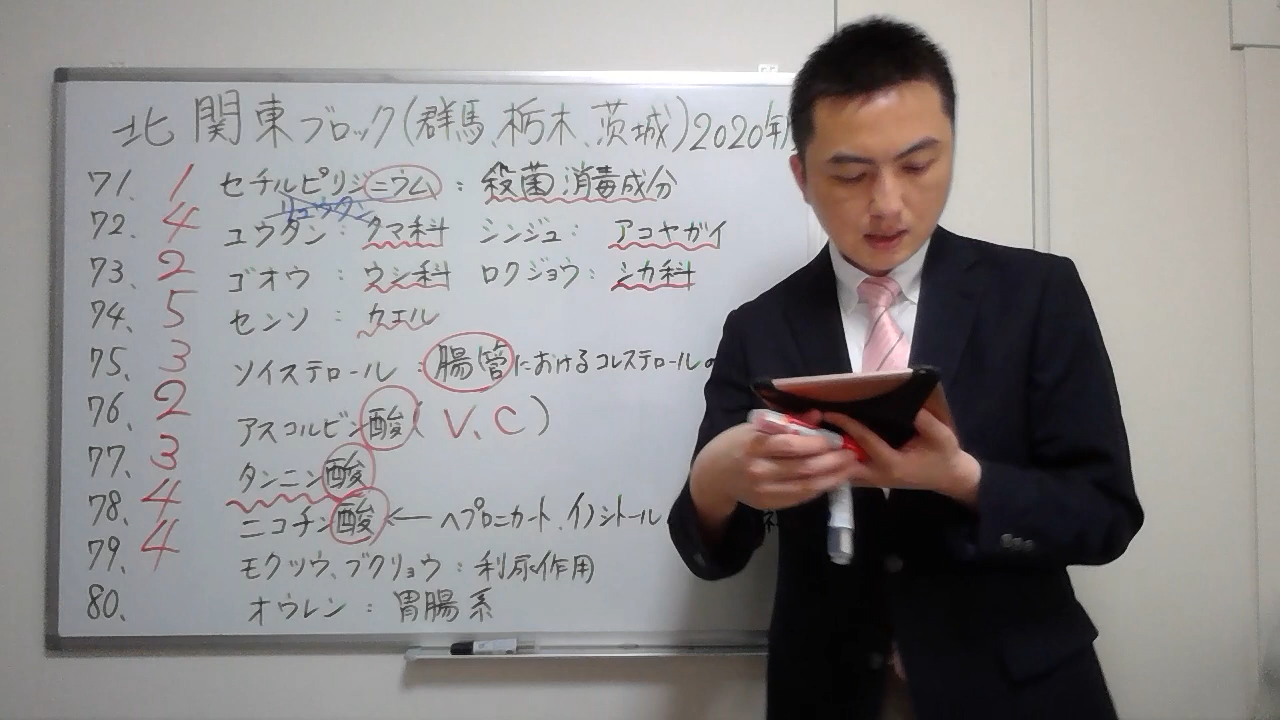 北関東ブロック(群馬、栃木、茨城)2020年
71. 1 セチルピリジニウム：殺菌消毒成分
リュウタン
72. 4 ユウタン：クマ科 シンジュ：アコヤガイ
73. 2 ゴオウ：ウシ科 ロクジョウ：シカ科
74. 5 センソ：カエル
75. 3 ソイステロール：腸管におけるコレステロールの
76. 2 アスコルビン酸(V.C)
77. 3 タンニン酸
78. 4 ニコチン酸←ヘプロニカート、イノシトール
79. 4 モクツウ、ブクリョウ：利尿作用
80. オウレン：胃腸系